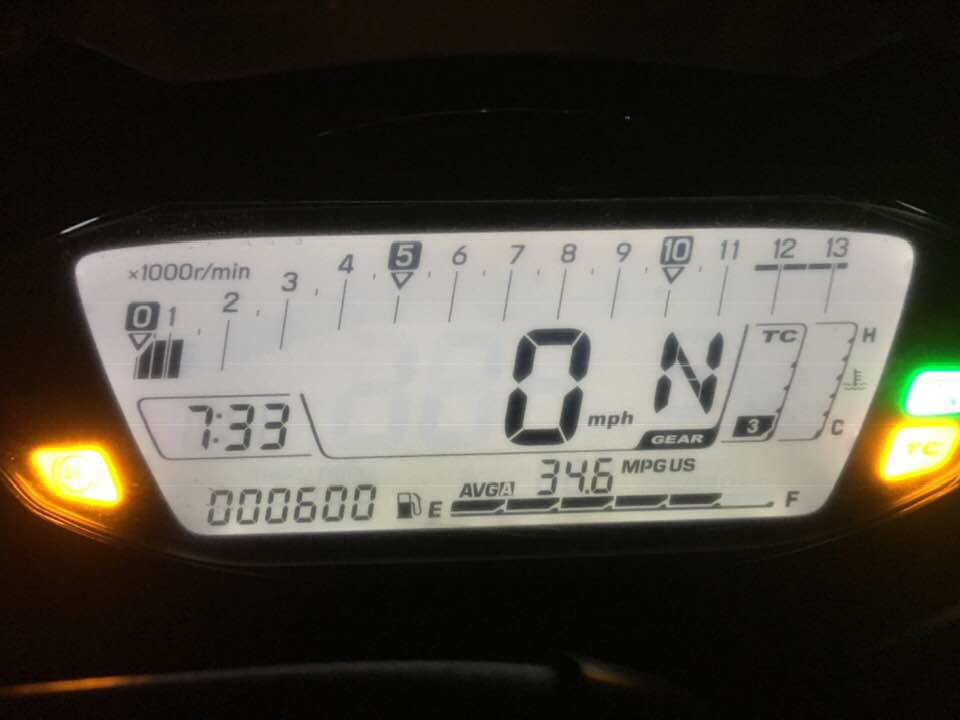 ×1000r/min
0 1 2 3 4 5 6 7 8 9 10 11 12 13
TC H
7:33 0 mph N 3 C
GEAR
AVG A 34.6 MPG US
000600 E F
TC